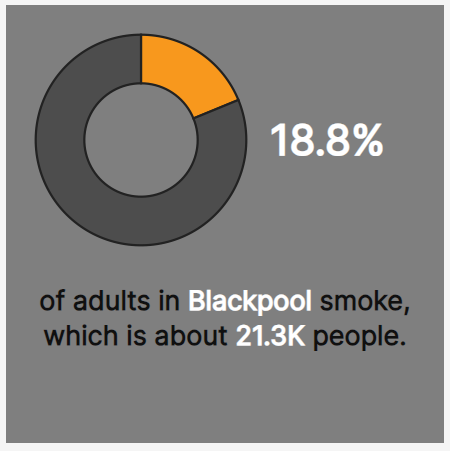 18.8%
of adults in Blackpool smoke,
which is about 21.3K people.